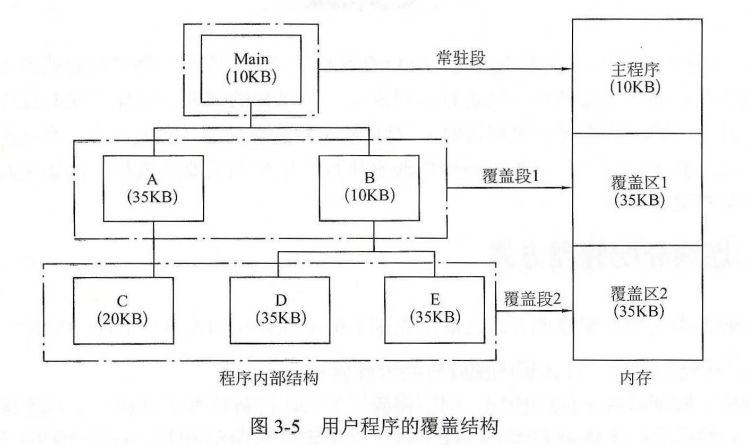 Main
(10KB)
常驻段
主程序
(10KB)
A
(35KB)
B
(10KB)
覆盖段1
覆盖区1
(35KB)
C
(20KB)
D
(35KB)
E
(35KB)
覆盖段2
覆盖区2
(35KB)
程序内部结构
内存
图 3-5 用户程序的覆盖结构